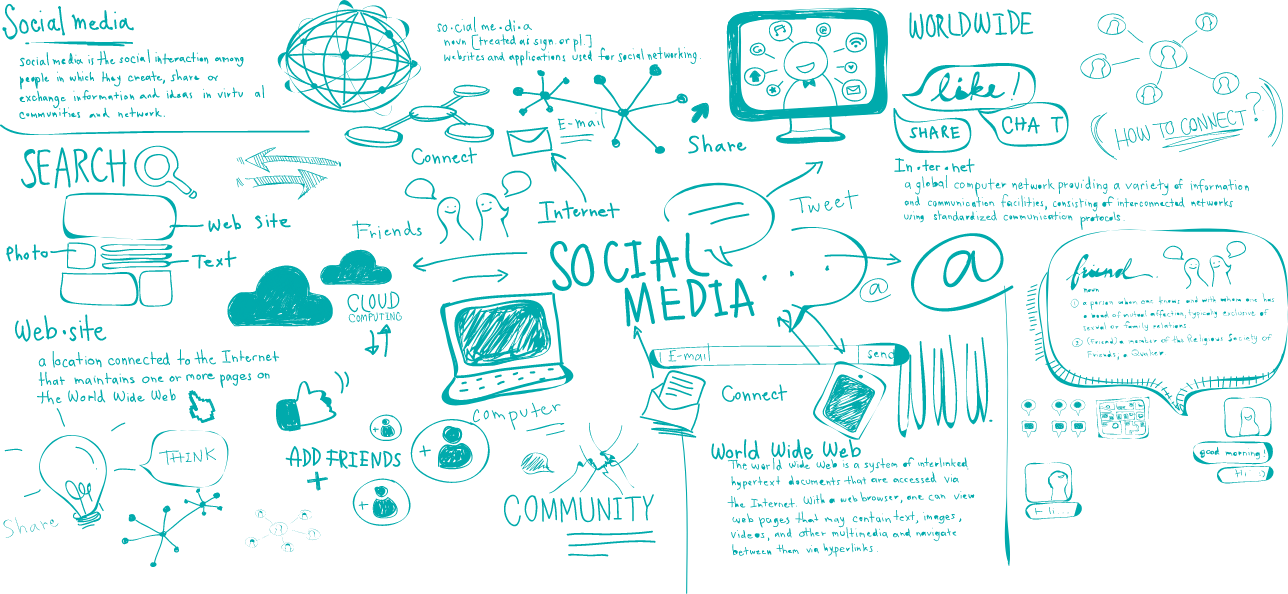 Social media
social media is the social interaction among
people in which they create, share or
exchange information and ideas in virtu al
communities and network.
so·cial me·di·a
noun [treated as sign. or pl.]
websites and applications used for social networking.
E-mail
Connect
Share
WORLDWIDE
like!
SHARE
CHAT
HOW TO CONNECT?
In·ter·net
a global computer network providing a variety of information
and communication facilities, consisting of interconnected networks
using standardized communication protocols.
SEARCH
Web Site
Photo
Text
Friends
Internet
Tweet
SOCIAL
MEDIA
@
@
CLOUD
COMPUTING
Web·site
a location connected to the Internet
that maintains one or more pages on
the World Wide Web
THINK
Share
ADD FRIENDS
+
+
+
+
computer
COMMUNITY
E-mail
send
Connect
WWW.
World Wide Web
The world wide web is a system of interlinked
hypertext documents that are accessed via
the Internet. With a web browser, one can view
web pages that may contain text, images,
videos, and other multimedia and navigate
between them via hyperlinks.
friend
noun
① a person whom one knows and with whom one has
a bond of mutual affection, typically exclusive of
sexual or family relations
② (Friend) a member of the Religious Society of
Friends; a Quaker
good morning!
Hi...
Hi...